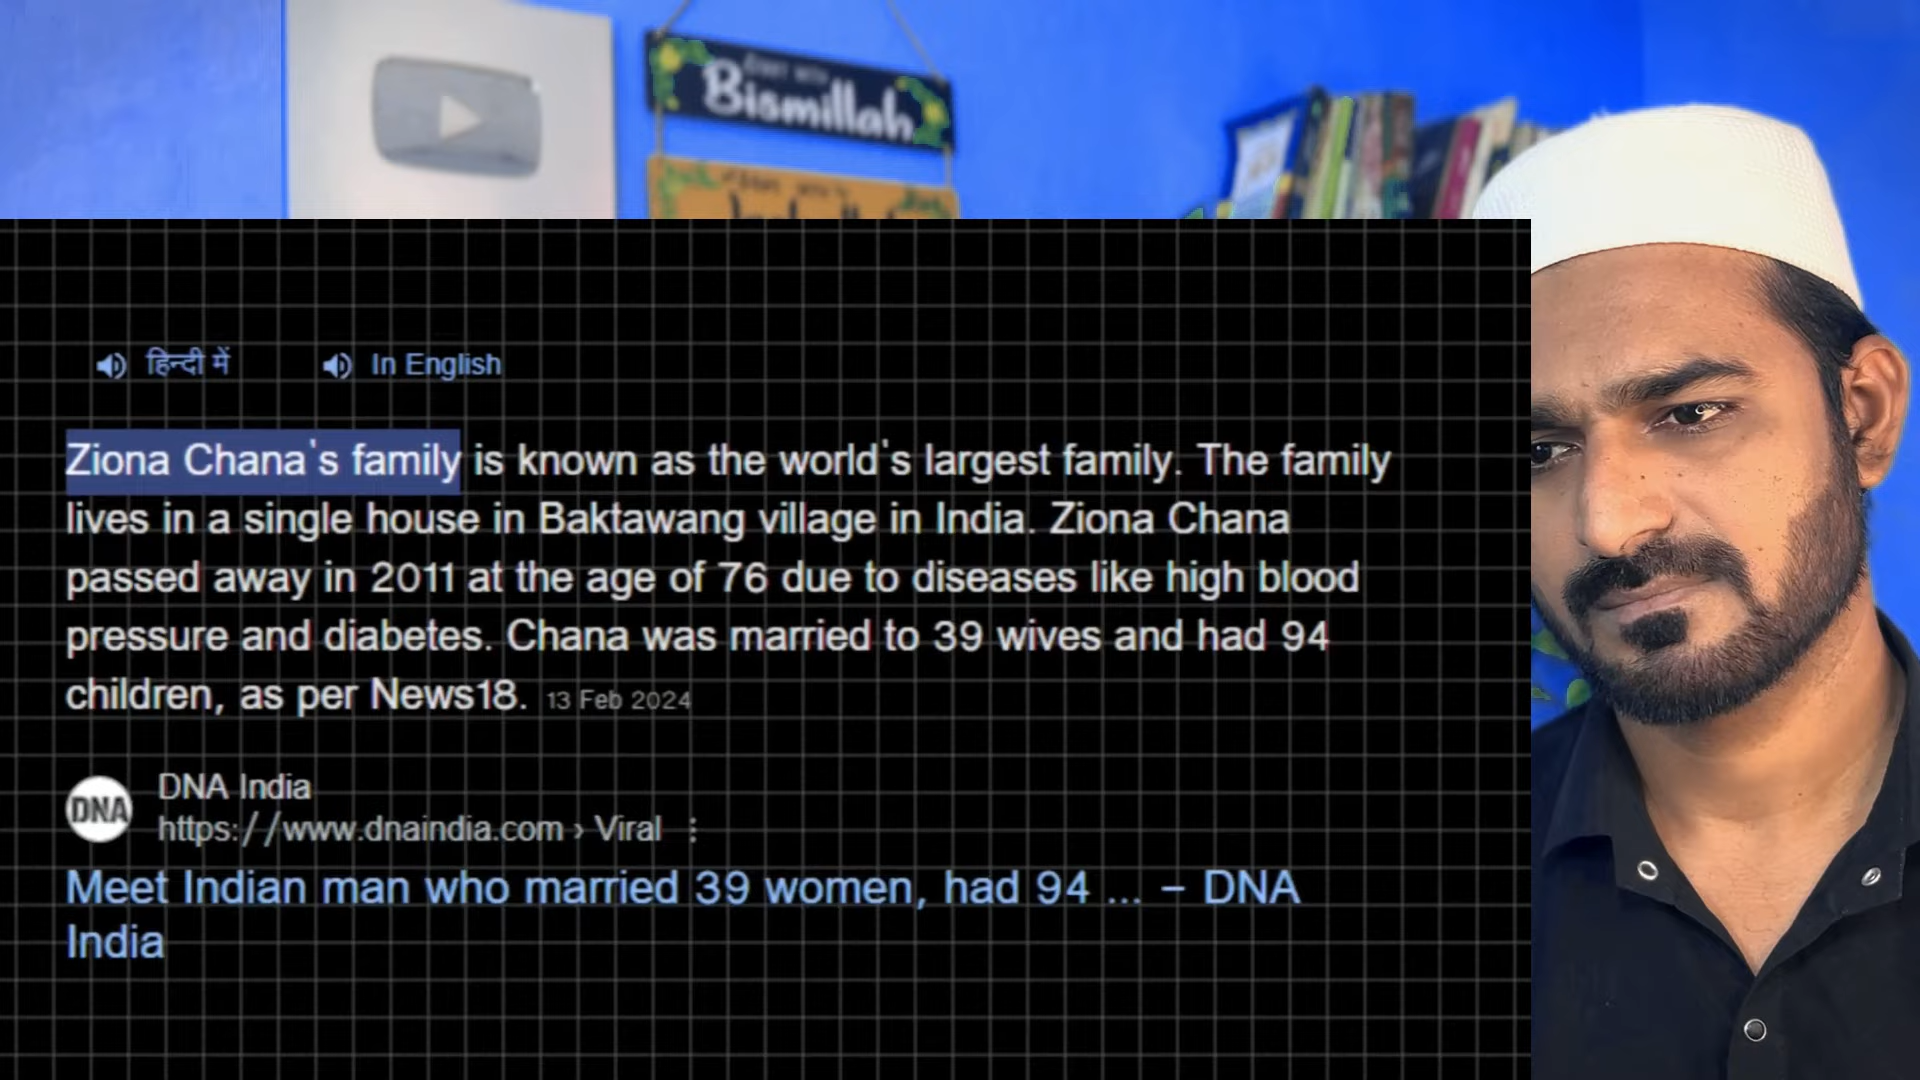 Bismillah
हिन्दी में
In English
Ziona Chana's family is known as the world's largest family. The family
lives in a single house in Baktawang village in India. Ziona Chana
passed away in 2011 at the age of 76 due to diseases like high blood
pressure and diabetes. Chana was married to 39 wives and had 94
children, as per News18. 13 Feb 2024
DNA
DNA India
https://www.dnaindia.com › Viral
Meet Indian man who married 39 women, had 94 ... – DNA
India